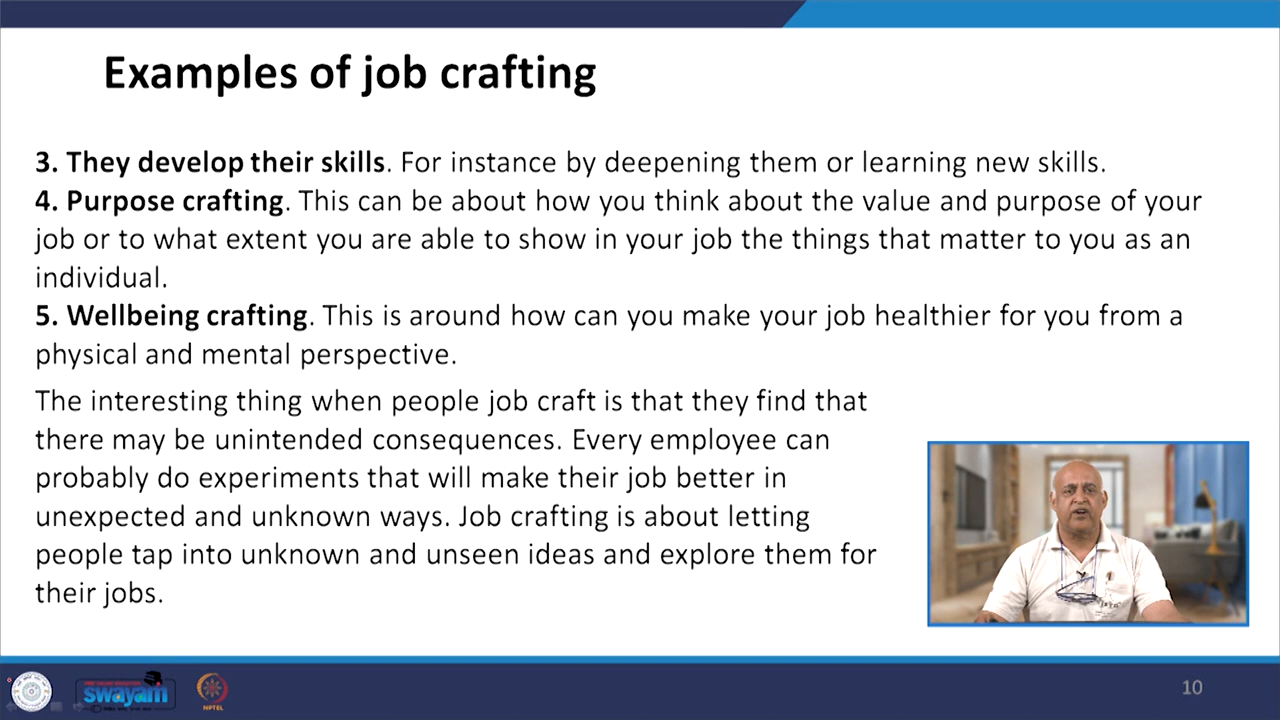 Examples of job crafting
3. They develop their skills. For instance by deepening them or learning new skills.
4. Purpose crafting. This can be about how you think about the value and purpose of your
job or to what extent you are able to show in your job the things that matter to you as an
individual.
5. Wellbeing crafting. This is around how can you make your job healthier for you from a
physical and mental perspective.
The interesting thing when people job craft is that they find that
there may be unintended consequences. Every employee can
probably do experiments that will make their job better in
unexpected and unknown ways. Job crafting is about letting
people tap into unknown and unseen ideas and explore them for
their jobs.
swayam
NPTEL
10